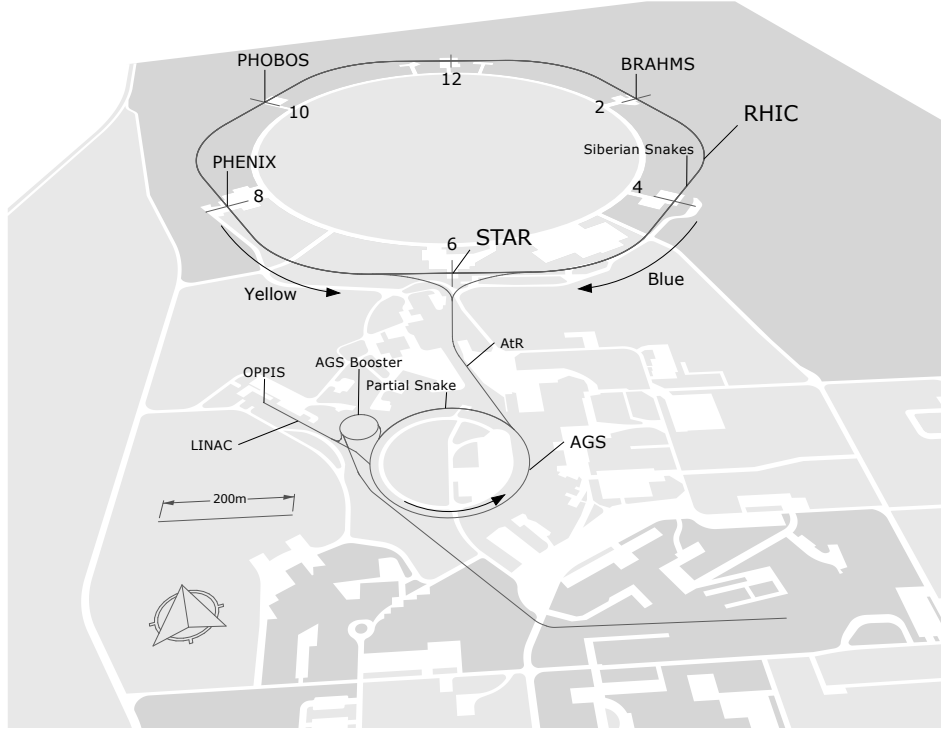 PHOBOS
12
BRAHMS
10
2
RHIC
PHENIX
Siberian Snakes
8
4
6
STAR
Yellow
Blue
AtR
AGS Booster
OPPIS
Partial Snake
LINAC
AGS
200m